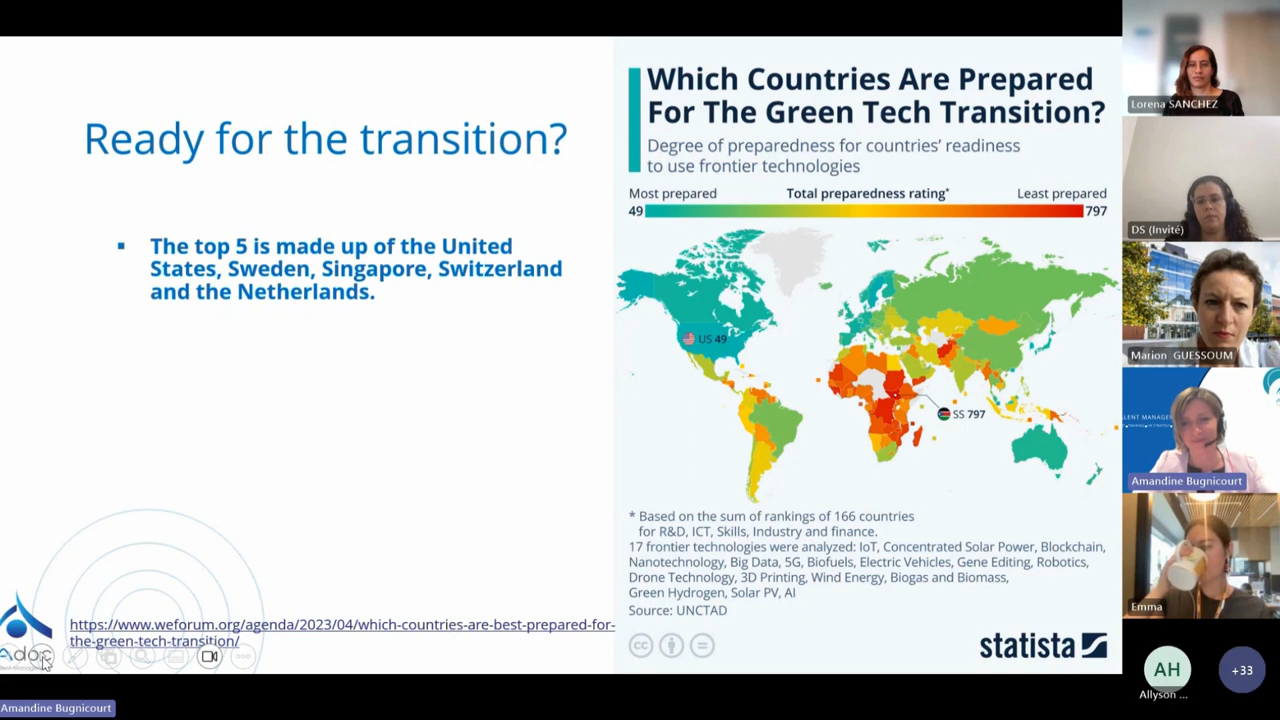 Ready for the transition?
▪ The top 5 is made up of the United
States, Sweden, Singapore, Switzerland
and the Netherlands.
https://www.weforum.org/agenda/2023/04/which-countries-are-best-prepared-for-
the-green-tech-transition/
Adoc
Which Countries Are Prepared
For The Green Tech Transition?
Degree of preparedness for countries' readiness
to use frontier technologies
Most prepared Total preparedness rating* Least prepared
49 797
US 49
SS 797
* Based on the sum of rankings of 166 countries
for R&D, ICT, Skills, Industry and finance.
17 frontier technologies were analyzed: IoT, Concentrated Solar Power, Blockchain,
Nanotechnology, Big Data, 5G, Biofuels, Electric Vehicles, Gene Editing, Robotics,
Drone Technology, 3D Printing, Wind Energy, Biogas and Biomass,
Green Hydrogen, Solar PV, AI
Source: UNCTAD
cc
statista
Lorena SANCHEZ
DS (Invité)
Marion GUESSOUM
Amandine Bugnicourt
Emma
AH
Allyson ...
+33
Amandine Bugnicourt